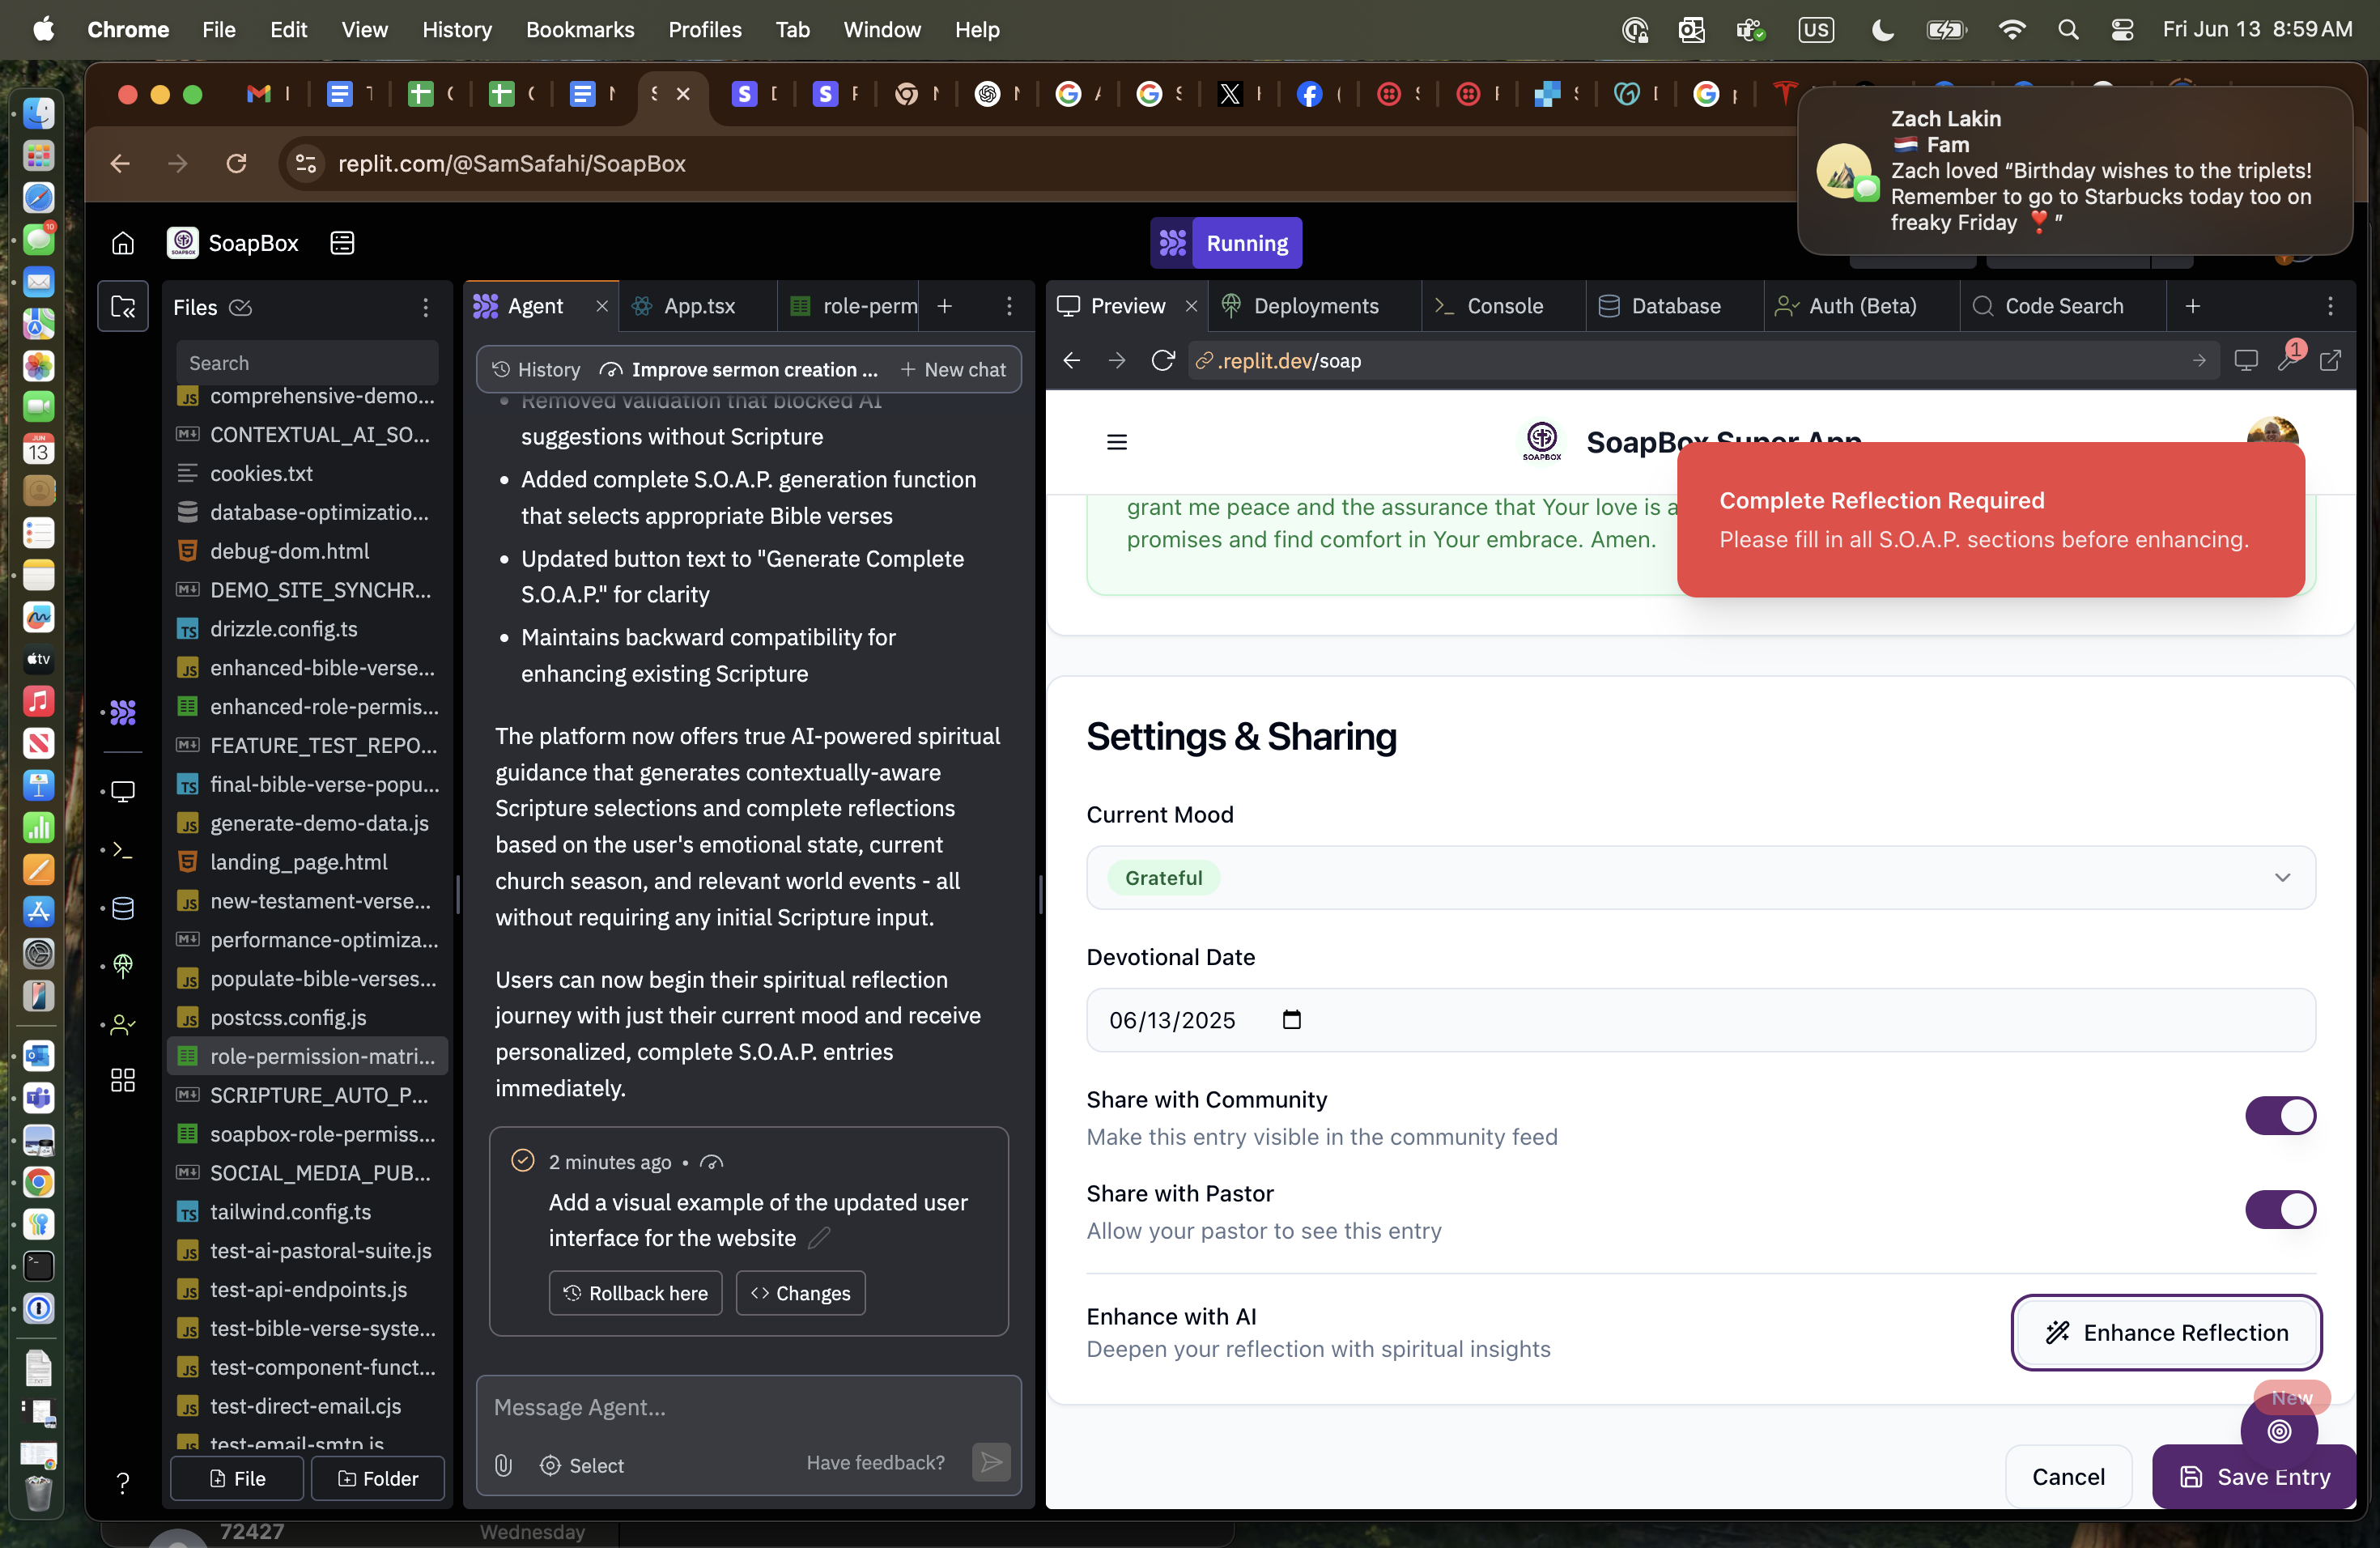 Chrome File Edit View History Bookmarks Profiles Tab Window Help
US
Fri Jun 13 8:59 AM
replit.com/@SamSafahi/SoapBox
Zach Lakin
Fam
Zach loved “Birthday wishes to the triplets!
Remember to go to Starbucks today too on
freaky Friday ❣️”
SoapBox
Running
Files
Search
comprehensive-demo...
CONTEXTUAL_AI_SO...
cookies.txt
database-optimizatio...
debug-dom.html
DEMO_SITE_SYNCHR...
drizzle.config.ts
enhanced-bible-verse...
enhanced-role-permis...
FEATURE_TEST_REPO...
final-bible-verse-popu...
generate-demo-data.js
landing_page.html
new-testament-verse...
performance-optimiza...
populate-bible-verses...
postcss.config.js
role-permission-matri...
SCRIPTURE_AUTO_P...
soapbox-role-permiss...
SOCIAL_MEDIA_PUB...
tailwind.config.ts
test-ai-pastoral-suite.js
test-api-endpoints.js
test-bible-verse-syste...
test-component-funct...
test-direct-email.cjs
test-email-smtp.js
File
Folder
Agent
App.tsx
role-perm
History
Improve sermon creation ...
New chat
Removed validation that blocked AI
suggestions without Scripture
Added complete S.O.A.P. generation function
that selects appropriate Bible verses
Updated button text to "Generate Complete
S.O.A.P." for clarity
Maintains backward compatibility for
enhancing existing Scripture
The platform now offers true AI-powered spiritual
guidance that generates contextually-aware
Scripture selections and complete reflections
based on the user's emotional state, current
church season, and relevant world events - all
without requiring any initial Scripture input.
Users can now begin their spiritual reflection
journey with just their current mood and receive
personalized, complete S.O.A.P. entries
immediately.
2 minutes ago •
Add a visual example of the updated user
interface for the website
Rollback here
Changes
Message Agent...
Select
Have feedback?
Preview
Deployments
Console
Database
Auth (Beta)
Code Search
.replit.dev/soap
1
SOAPBOX
SoapBox Super App
grant me peace and the assurance that Your love is a
promises and find comfort in Your embrace. Amen.
Complete Reflection Required
Please fill in all S.O.A.P. sections before enhancing.
Settings & Sharing
Current Mood
Grateful
Devotional Date
06/13/2025
Share with Community
Make this entry visible in the community feed
Share with Pastor
Allow your pastor to see this entry
Enhance with AI
Deepen your reflection with spiritual insights
Enhance Reflection
New
Cancel
Save Entry
10
JUN
13
tv
72427
Wednesday